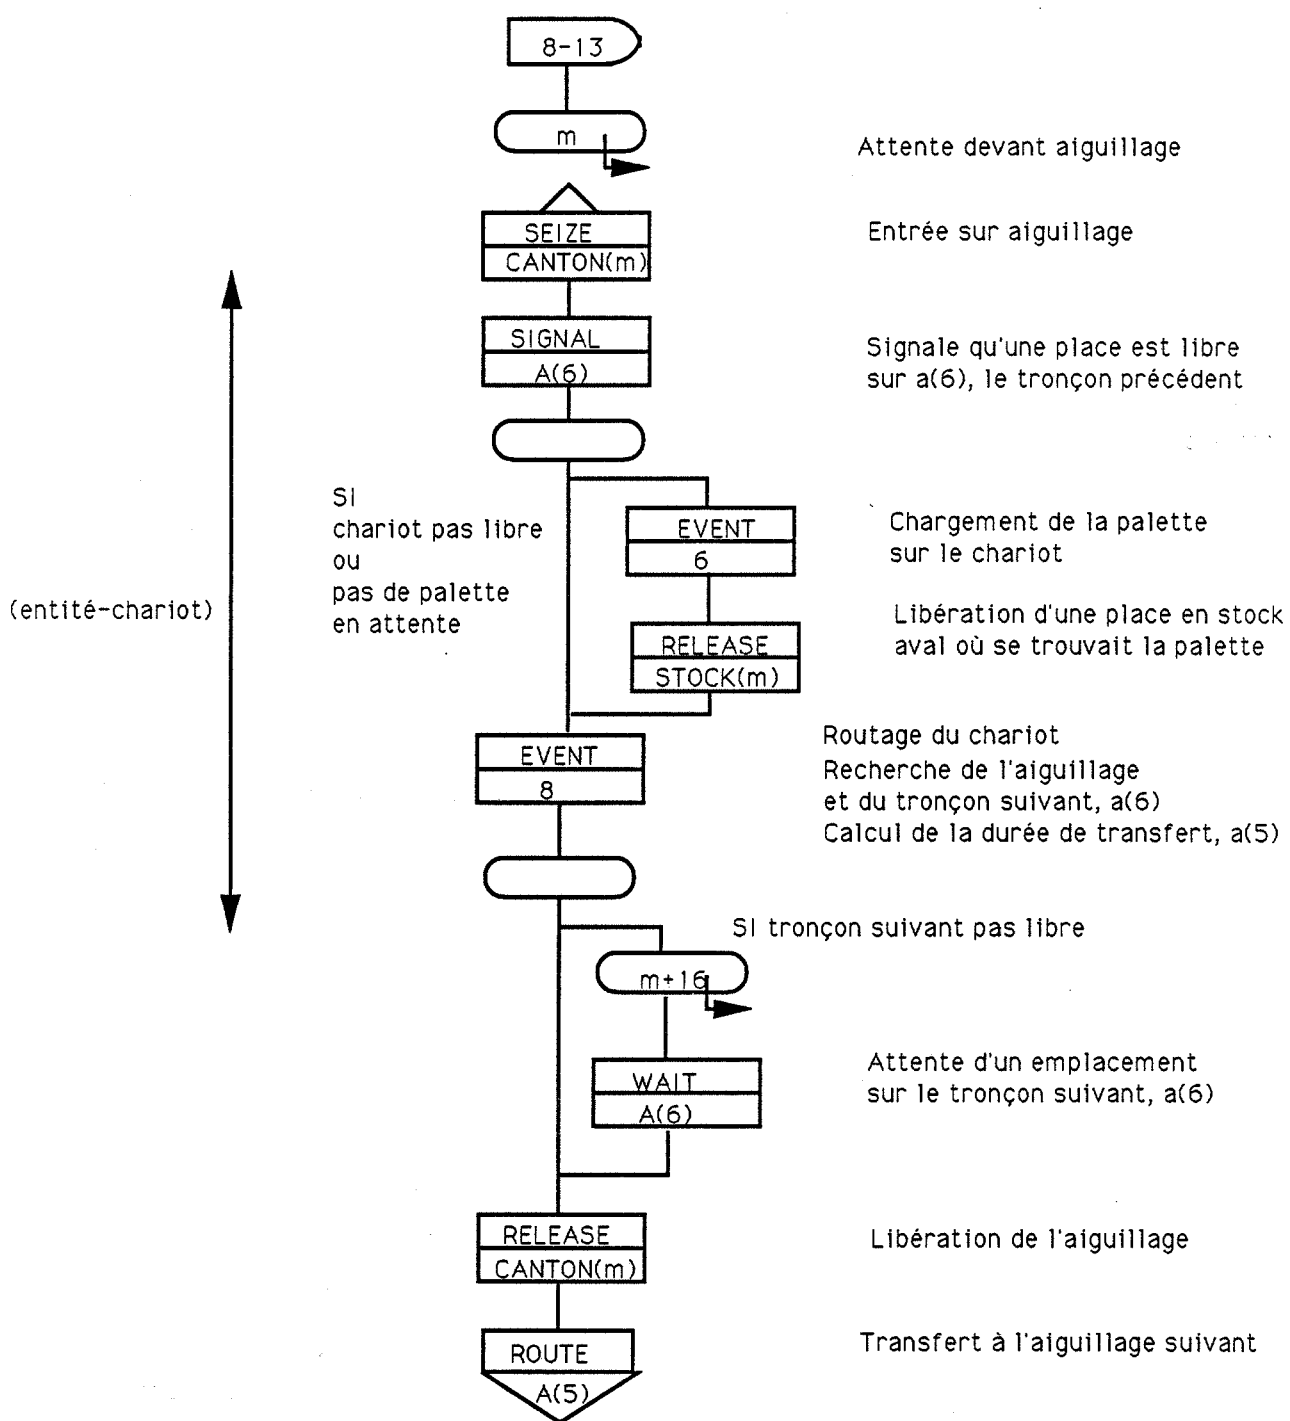 8-13
m
Attente devant aiguillage
SEIZE
CANTON(m)
Entrée sur aiguillage
SIGNAL
A(6)
Signale qu'une place est libre
sur a(6), le tronçon précédent
SI
chariot pas libre
ou
pas de palette
en attente
EVENT
6
Chargement de la palette
sur le chariot
(entité-chariot)
RELEASE
STOCK(m)
Libération d'une place en stock
aval où se trouvait la palette
EVENT
8
Routage du chariot
Recherche de l'aiguillage
et du tronçon suivant, a(6)
Calcul de la durée de transfert, a(5)
SI tronçon suivant pas libre
m+16
WAIT
A(6)
Attente d'un emplacement
sur le tronçon suivant, a(6)
RELEASE
CANTON(m)
Libération de l'aiguillage
ROUTE
A(5)
Transfert à l'aiguillage suivant